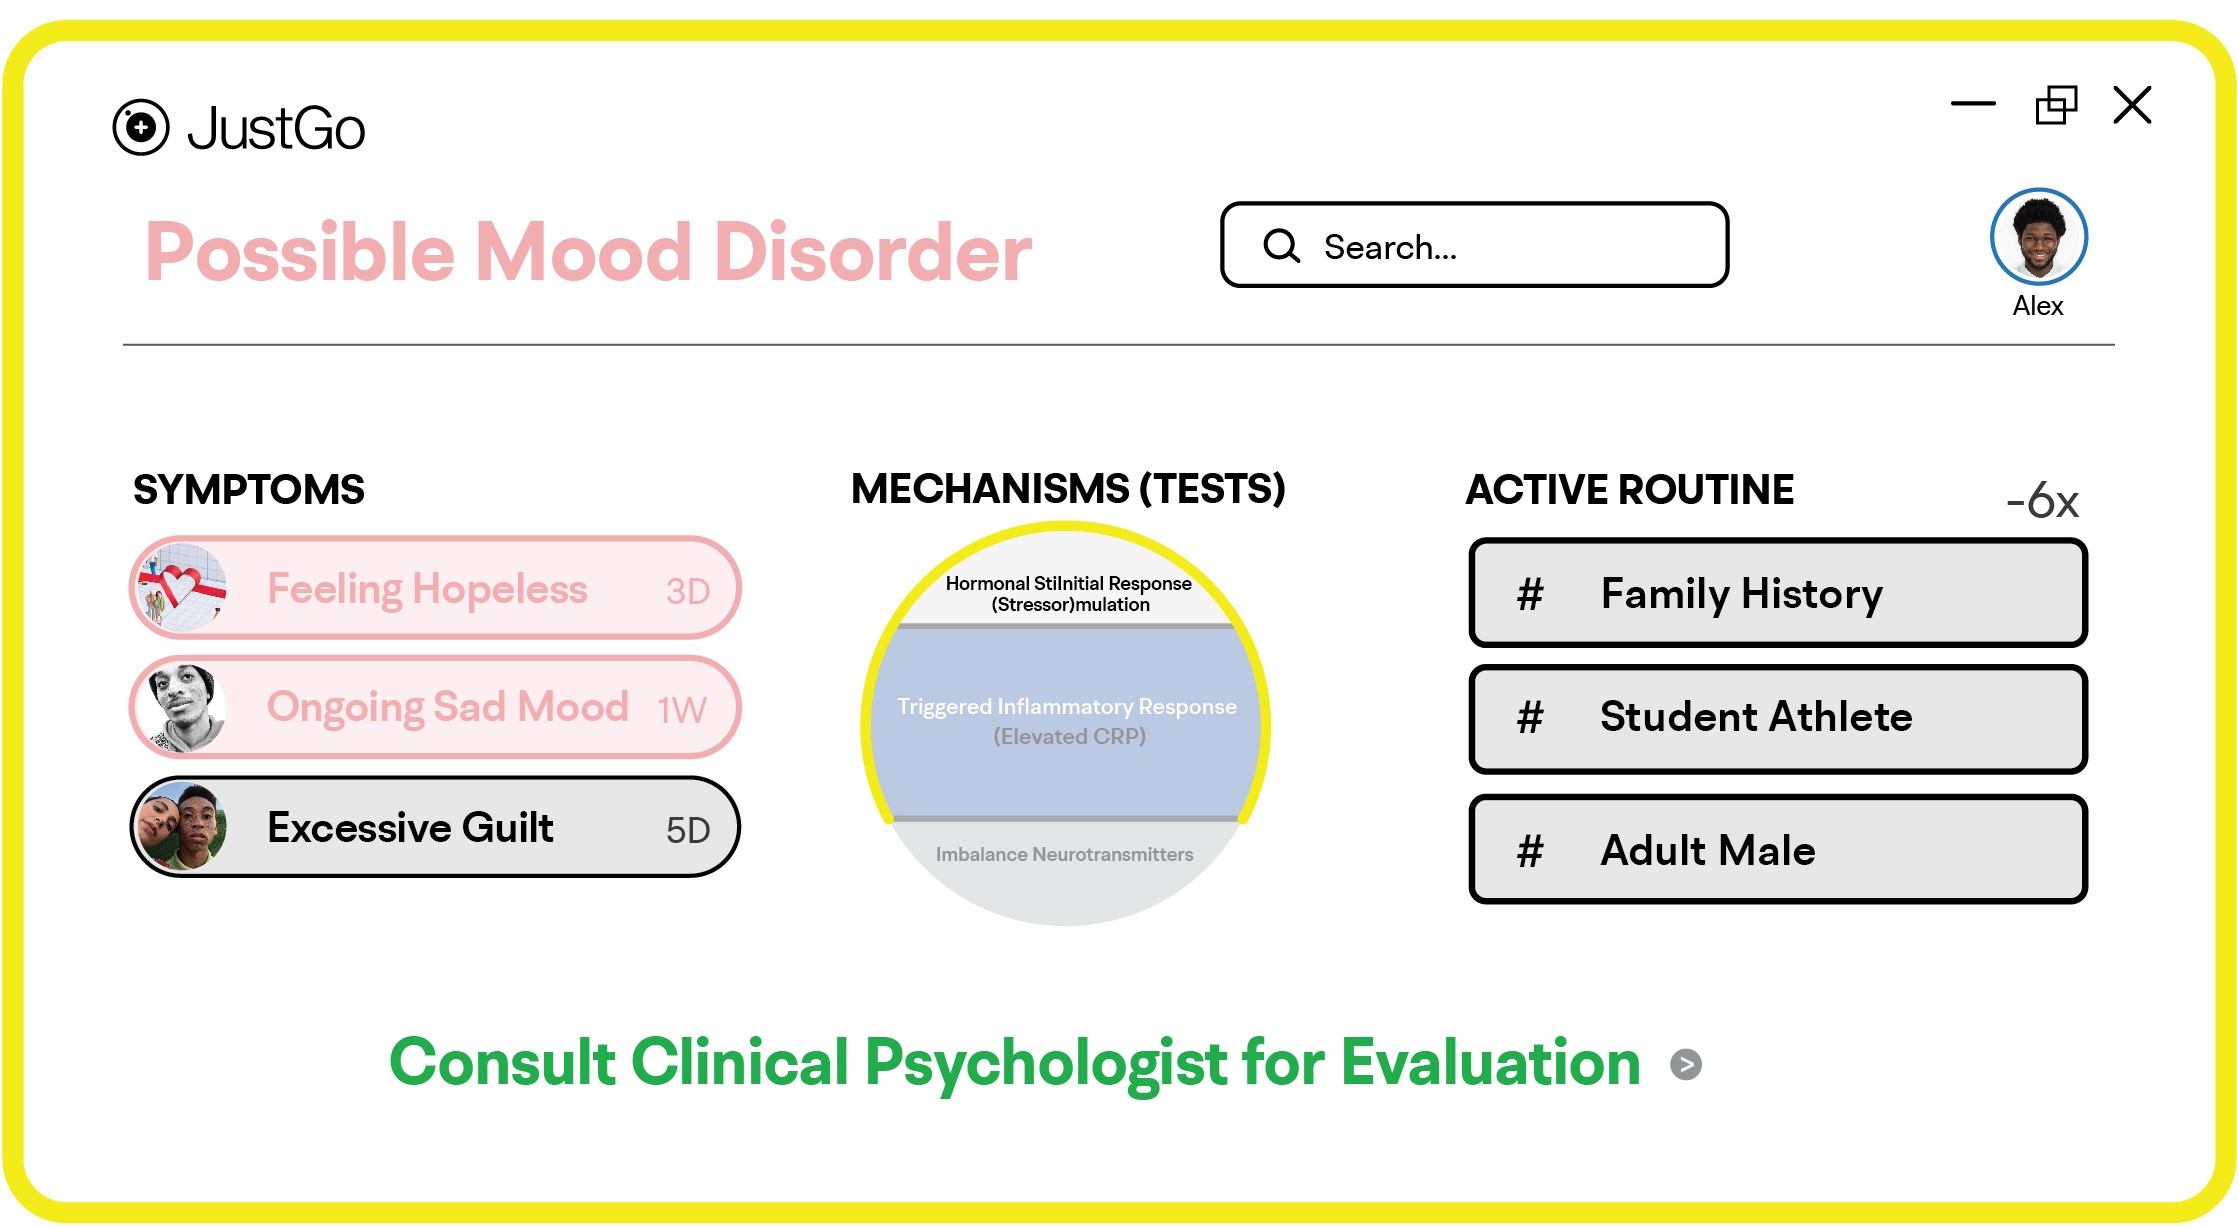 JustGo
Possible Mood Disorder
Search...
Alex
SYMPTOMS
Feeling Hopeless 3D
Ongoing Sad Mood 1W
Excessive Guilt 5D
MECHANISMS (TESTS)
Hormonal StiInitial Response
(Stressor)mulation
Triggered Inflammatory Response
(Elevated CRP)
Imbalance Neurotransmitters
ACTIVE ROUTINE -6x
# Family History
# Student Athlete
# Adult Male
Consult Clinical Psychologist for Evaluation >